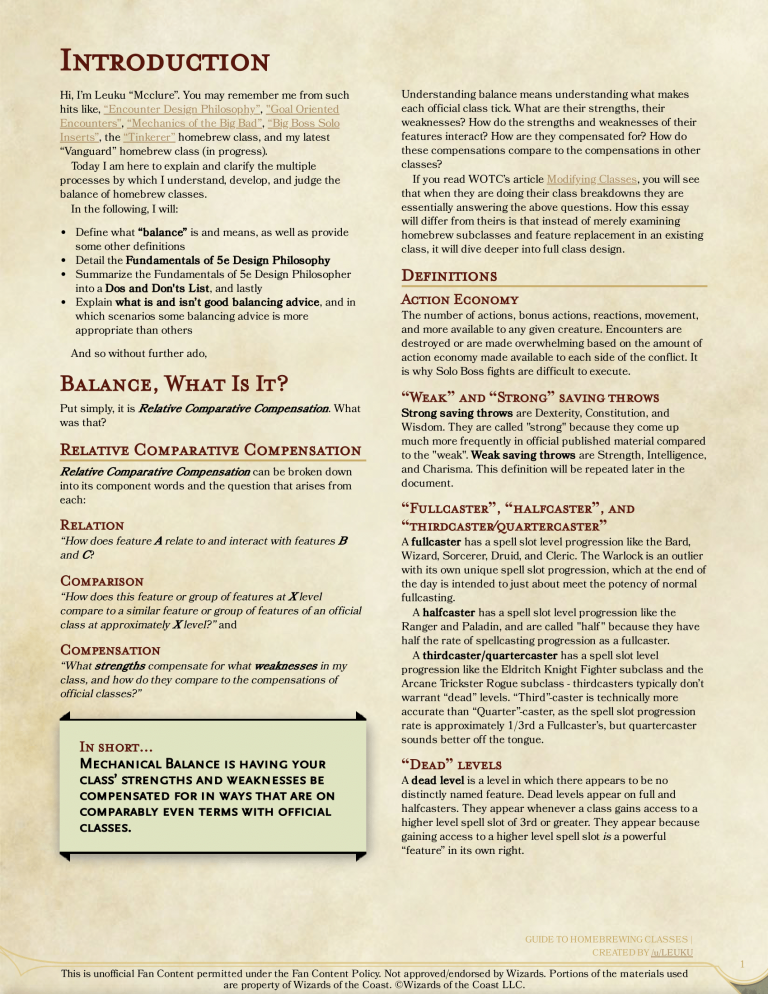 Introduction
Hi, I'm Leuku “Mcclure”. You may remember me from such
hits like, “Encounter Design Philosophy”, "Goal Oriented
Encounters”, “Mechanics of the Big Bad”, “Big Boss Solo
Inserts”, the “Tinkerer” homebrew class, and my latest
“Vanguard” homebrew class (in progress).
Today I am here to explain and clarify the multiple
processes by which I understand, develop, and judge the
balance of homebrew classes.
In the following, I will:
• Define what “balance” is and means, as well as provide
some other definitions
• Detail the Fundamentals of 5e Design Philosophy
• Summarize the Fundamentals of 5e Design Philosopher
into a Dos and Don'ts List, and lastly
• Explain what is and isn't good balancing advice, and in
which scenarios some balancing advice is more
appropriate than others
And so without further ado,
Balance, What Is It?
Put simply, it is Relative Comparative Compensation. What
was that?
Relative Comparative Compensation
Relative Comparative Compensation can be broken down
into its component words and the question that arises from
each:
Relation
“How does feature A relate to and interact with features B
and C?
Comparison
“How does this feature or group of features at X level
compare to a similar feature or group of features of an official
class at approximately X level?” and
Compensation
“What strengths compensate for what weaknesses in my
class, and how do they compare to the compensations of
official classes?”
In short...
Mechanical Balance is having your
class' strengths and weaknesses be
compensated for in ways that are on
comparably even terms with official
classes.
Understanding balance means understanding what makes
each official class tick. What are their strengths, their
weaknesses? How do the strengths and weaknesses of their
features interact? How are they compensated for? How do
these compensations compare to the compensations in other
classes?
If you read WOTC's article Modifying Classes, you will see
that when they are doing their class breakdowns they are
essentially answering the above questions. How this essay
will differ from theirs is that instead of merely examining
homebrew subclasses and feature replacement in an existing
class, it will dive deeper into full class design.
Definitions
Action Economy
The number of actions, bonus actions, reactions, movement,
and more available to any given creature. Encounters are
destroyed or are made overwhelming based on the amount of
action economy made available to each side of the conflict. It
is why Solo Boss fights are difficult to execute.
“Weak” and “Strong” saving throws
Strong saving throws are Dexterity, Constitution, and
Wisdom. They are called "strong" because they come up
much more frequently in official published material compared
to the "weak". Weak saving throws are Strength, Intelligence,
and Charisma. This definition will be repeated later in the
document.
“Fullcaster”, “halfcaster”, and
“thirdcaster/quartercaster”
A fullcaster has a spell slot level progression like the Bard,
Wizard, Sorcerer, Druid, and Cleric. The Warlock is an outlier
with its own unique spell slot progression, which at the end of
the day is intended to just about meet the potency of normal
fullcasting.
A halfcaster has a spell slot level progression like the
Ranger and Paladin, and are called "half" because they have
half the rate of spellcasting progression as a fullcaster.
A thirdcaster/quartercaster has a spell slot level
progression like the Eldritch Knight Fighter subclass and the
Arcane Trickster Rogue subclass - thirdcasters typically don't
warrant “dead” levels. “Third”-caster is technically more
accurate than “Quarter”-caster, as the spell slot progression
rate is approximately 1/3rd a Fullcaster's, but quartercaster
sounds better off the tongue.
“Dead” levels
A dead level is a level in which there appears to be no
distinctly named feature. Dead levels appear on full and
halfcasters. They appear whenever a class gains access to a
higher level spell slot of 3rd or greater. They appear because
gaining access to a higher level spell slot is a powerful
“feature” in its own right.
GUIDE TO HOMEBREWING CLASSES |
CREATED BY /u/LEUKU
1
This is unofficial Fan Content permitted under the Fan Content Policy. Not approved/endorsed by Wizards. Portions of the materials used
are property of Wizards of the Coast. ©Wizards of the Coast LLC.